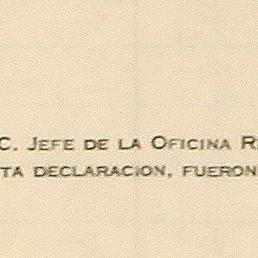 C. JEFE DE LA OFICINA R
TA DECLARACION, FUERON